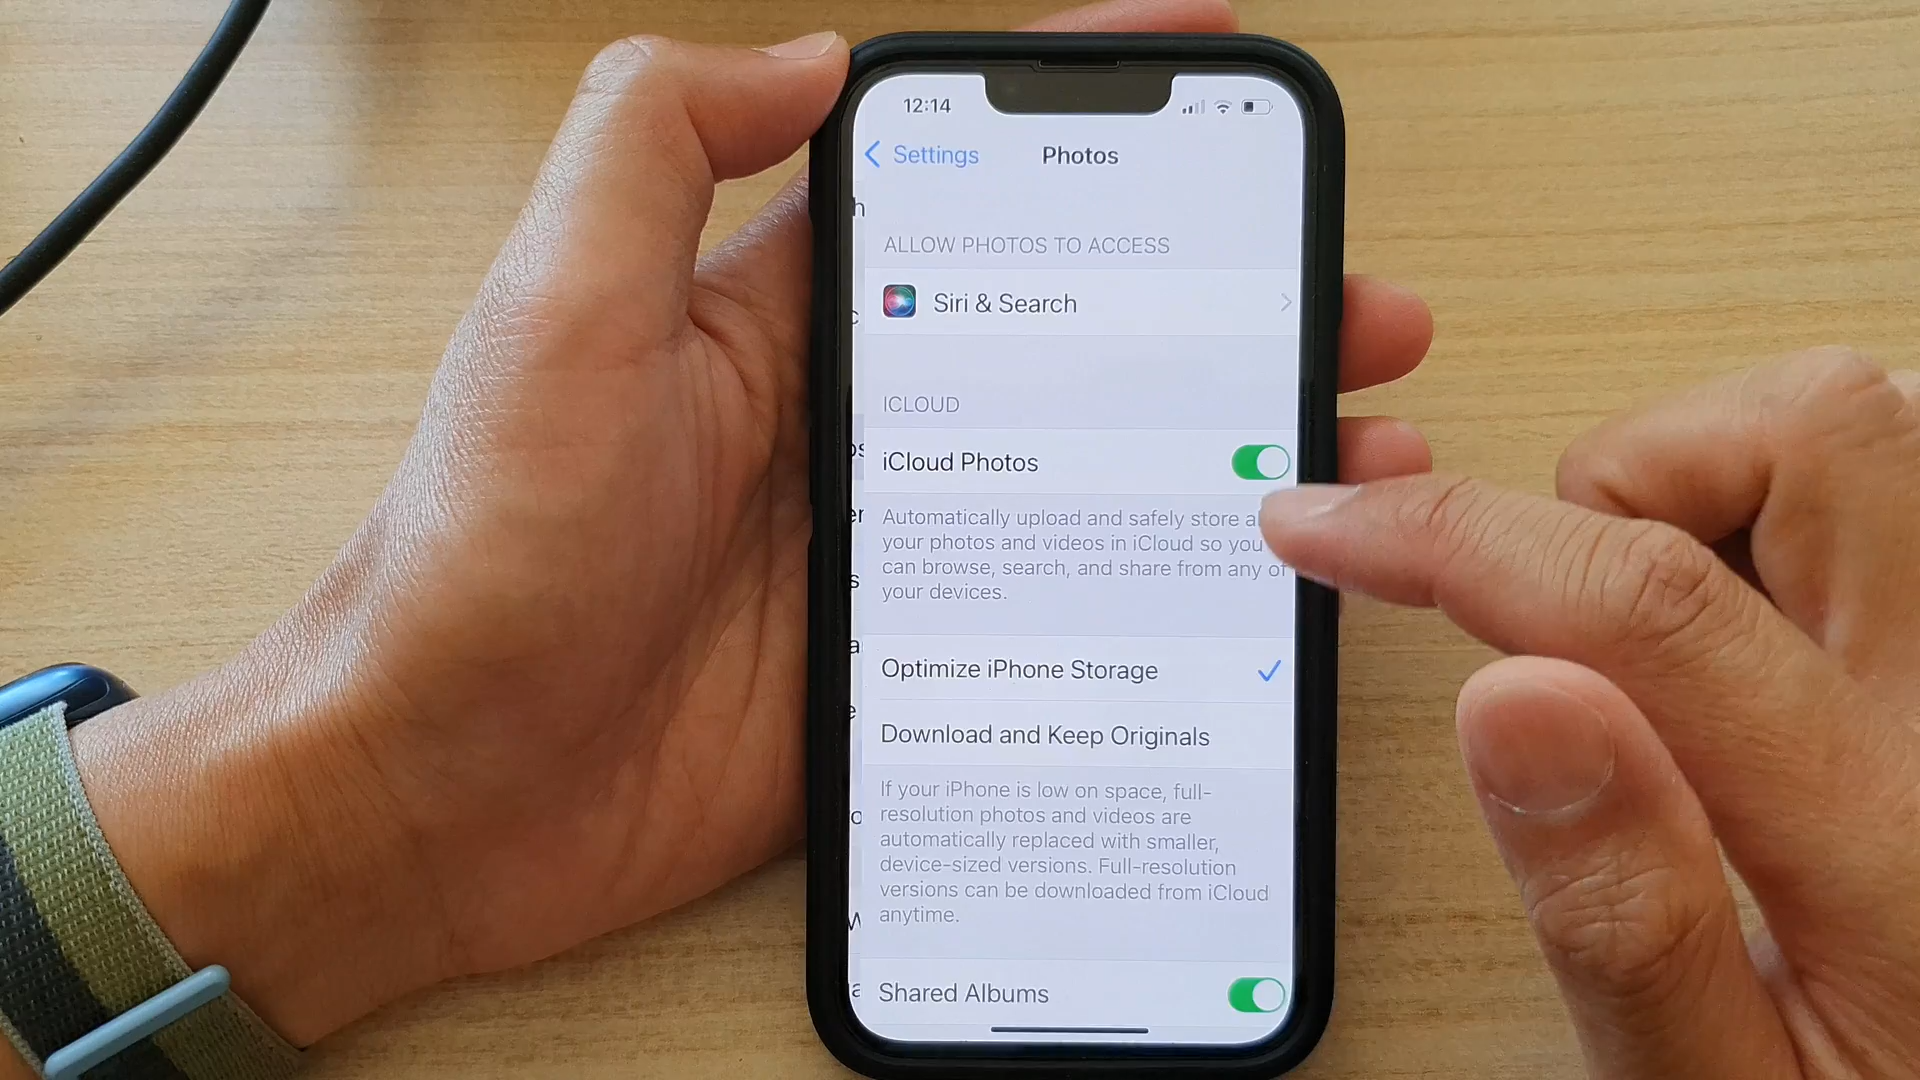 12:14
Settings
Photos
ALLOW PHOTOS TO ACCESS
Siri & Search
ICLOUD
iCloud Photos
Automatically upload and safely store
your photos and videos in iCloud so you
can browse, search, and share from any of
your devices.
Optimize iPhone Storage
Download and Keep Originals
If your iPhone is low on space, full-
resolution photos and videos are
automatically replaced with smaller,
device-sized versions. Full-resolution
versions can be downloaded from iCloud
anytime.
Shared Albums